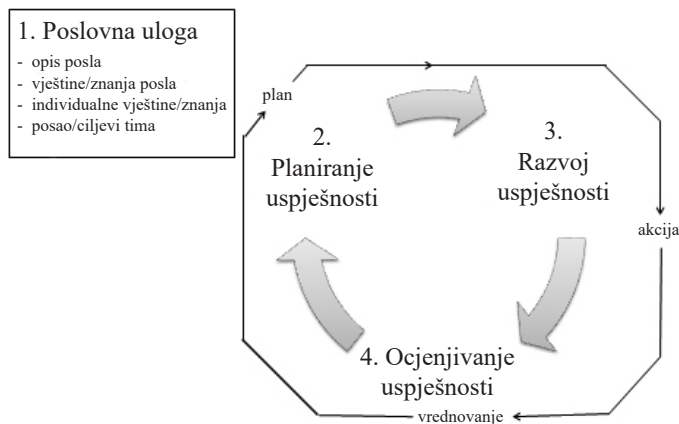 1. Poslovna uloga
- opis posla
- vještine/znanja posla
- individualne vještine/znanja
- posao/ciljevi tima
plan
2.
Planiranje
uspješnosti
3.
Razvoj
uspješnosti
akcija
4. Ocjenjivanje
uspješnosti
vrednovanje